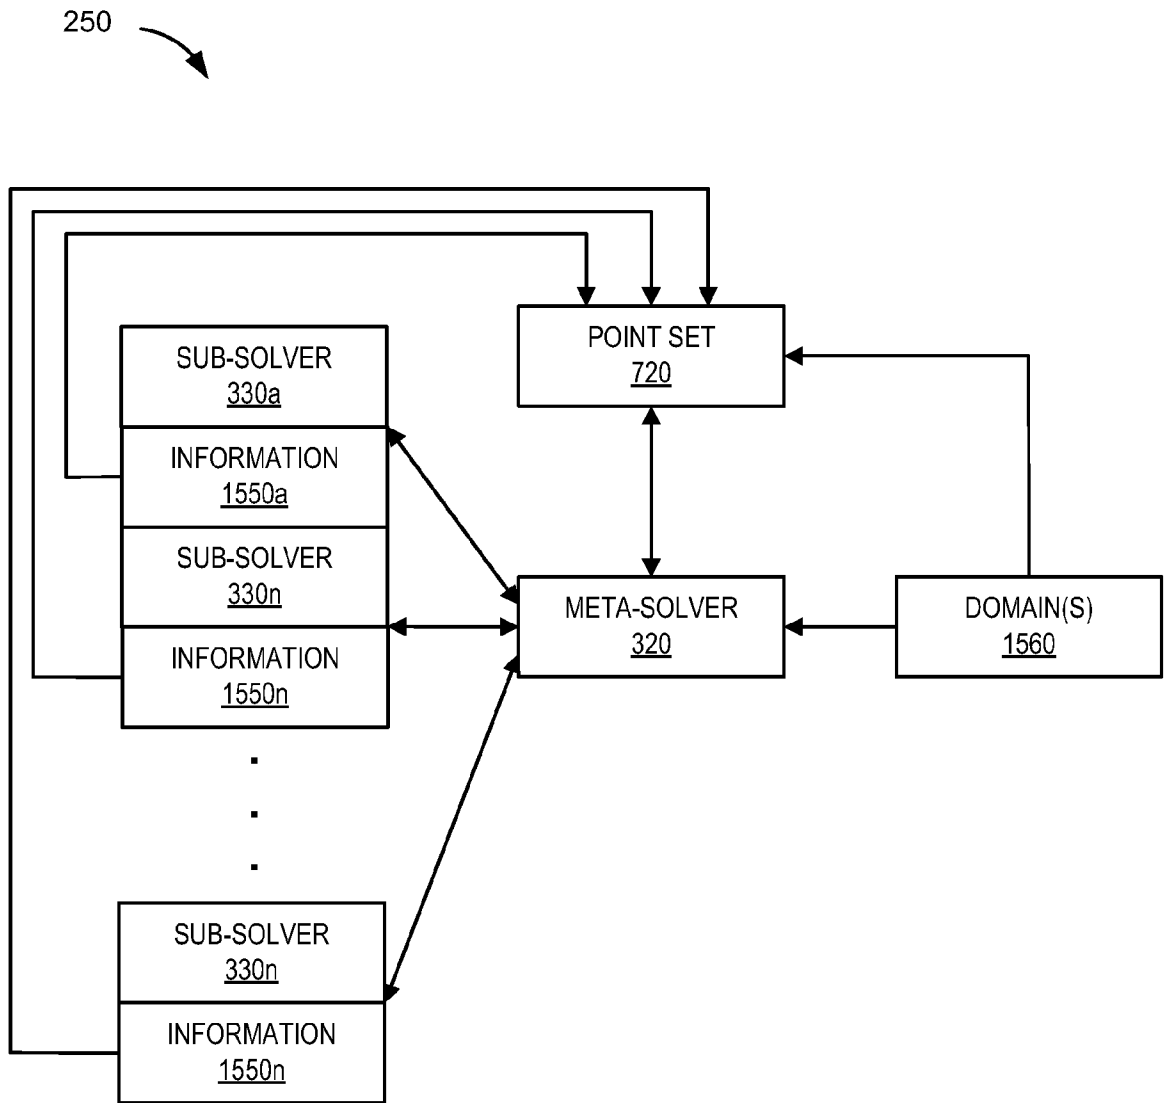 250
POINT SET
720
SUB-SOLVER
330a
INFORMATION
1550a
SUB-SOLVER
330n
INFORMATION
1550n
META-SOLVER
320
DOMAIN(S)
1560
SUB-SOLVER
330n
INFORMATION
1550n